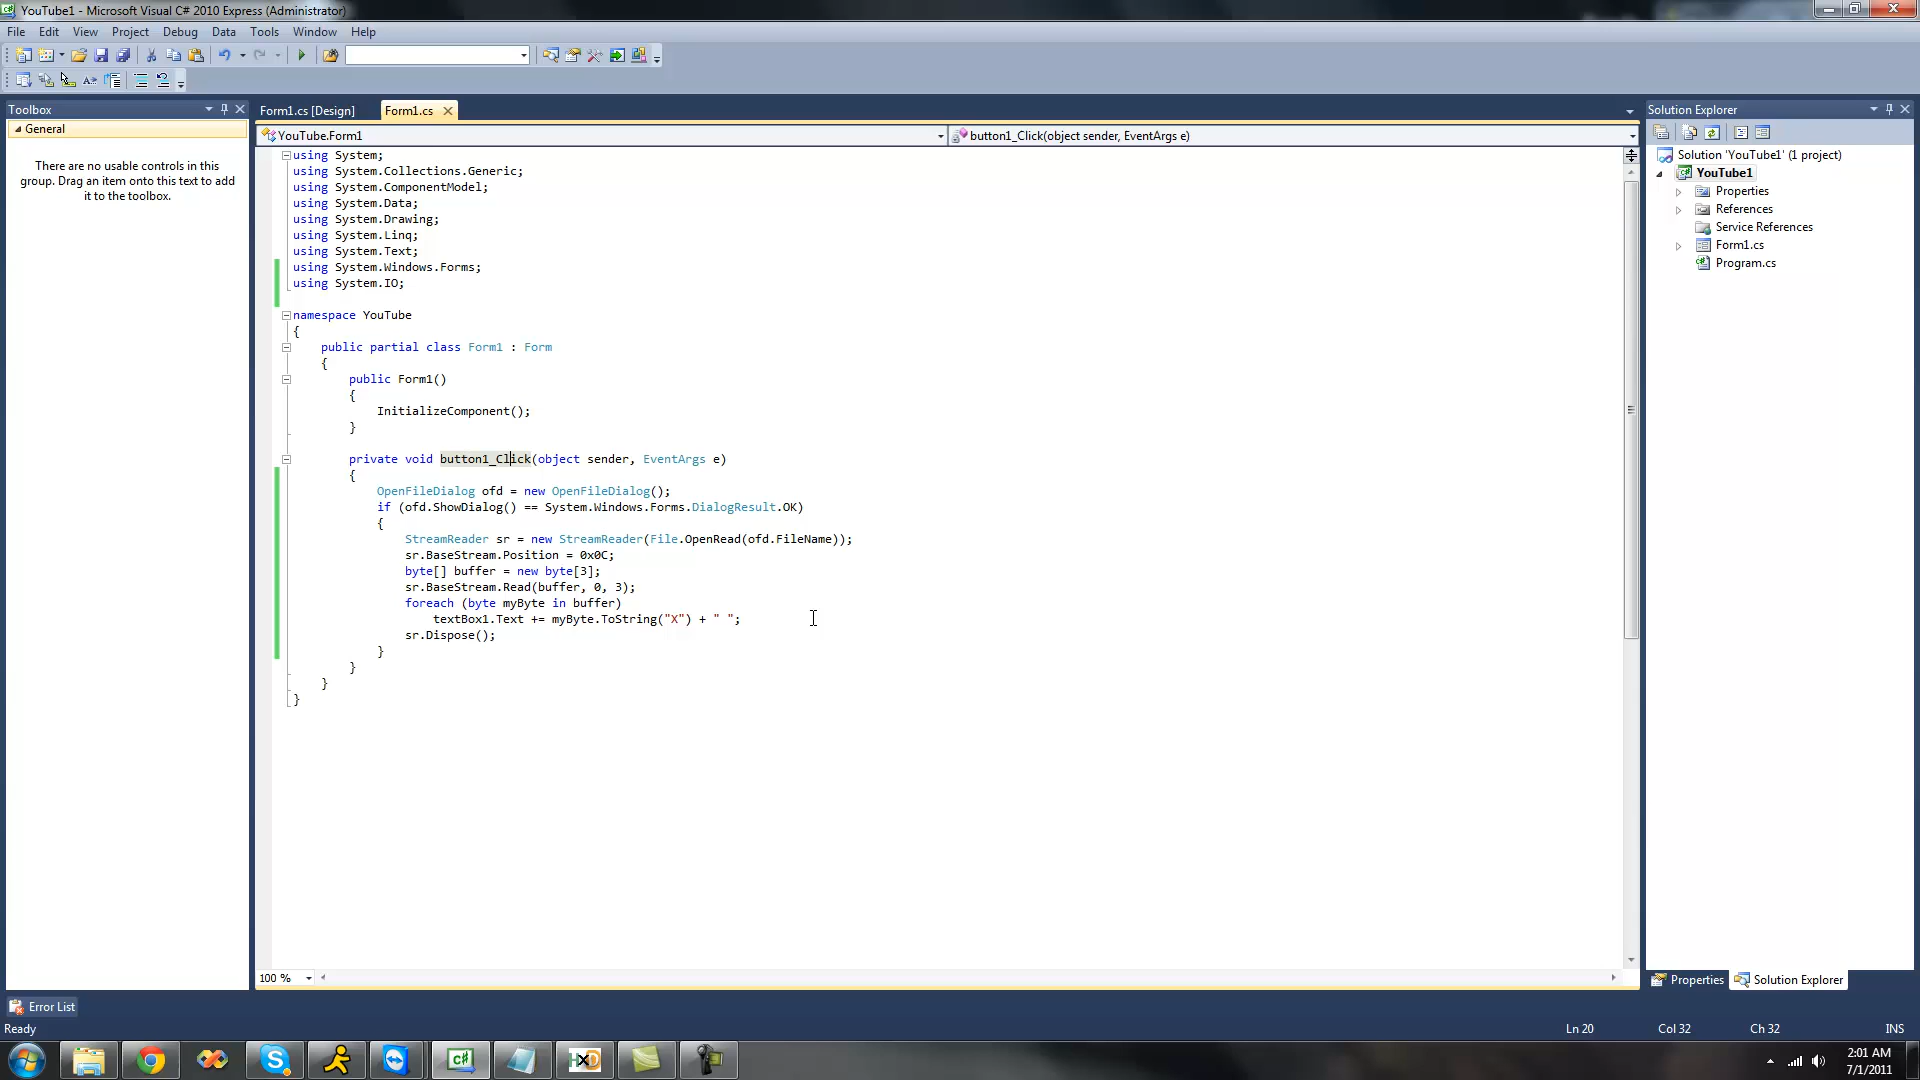 YouTube1 - Microsoft Visual C# 2010 Express (Administrator)
File Edit View Project Debug Data Tools Window Help
Toolbox
General
There are no usable controls in this
group. Drag an item onto this text to add
it to the toolbox.
Form1.cs [Design] Form1.cs
YouTube.Form1 button1_Click(object sender, EventArgs e)
using System;
using System.Collections.Generic;
using System.ComponentModel;
using System.Data;
using System.Drawing;
using System.Linq;
using System.Text;
using System.Windows.Forms;
using System.IO;
namespace YouTube
{
public partial class Form1 : Form
{
public Form1()
{
InitializeComponent();
}
private void button1_Click(object sender, EventArgs e)
{
OpenFileDialog ofd = new OpenFileDialog();
if (ofd.ShowDialog() == System.Windows.Forms.DialogResult.OK)
{
StreamReader sr = new StreamReader(File.OpenRead(ofd.FileName));
sr.BaseStream.Position = 0x0C;
byte[] buffer = new byte[3];
sr.BaseStream.Read(buffer, 0, 3);
foreach (byte myByte in buffer)
textBox1.Text += myByte.ToString("X") + " ";
sr.Dispose();
}
}
}
}
100 %
Solution Explorer
Solution 'YouTube1' (1 project)
YouTube1
Properties
References
Service References
Form1.cs
Program.cs
Properties Solution Explorer
Error List
Ready Ln 20 Col 32 Ch 32 INS
2:01 AM
7/1/2011